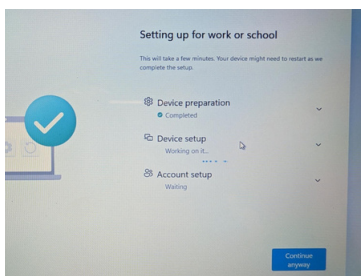 Setting up for work or school
This will take a few minutes. Your device might need to restart as we
complete the setup.
Device preparation
Completed
Device setup
Working on it...
Account setup
Waiting
Continue
anyway